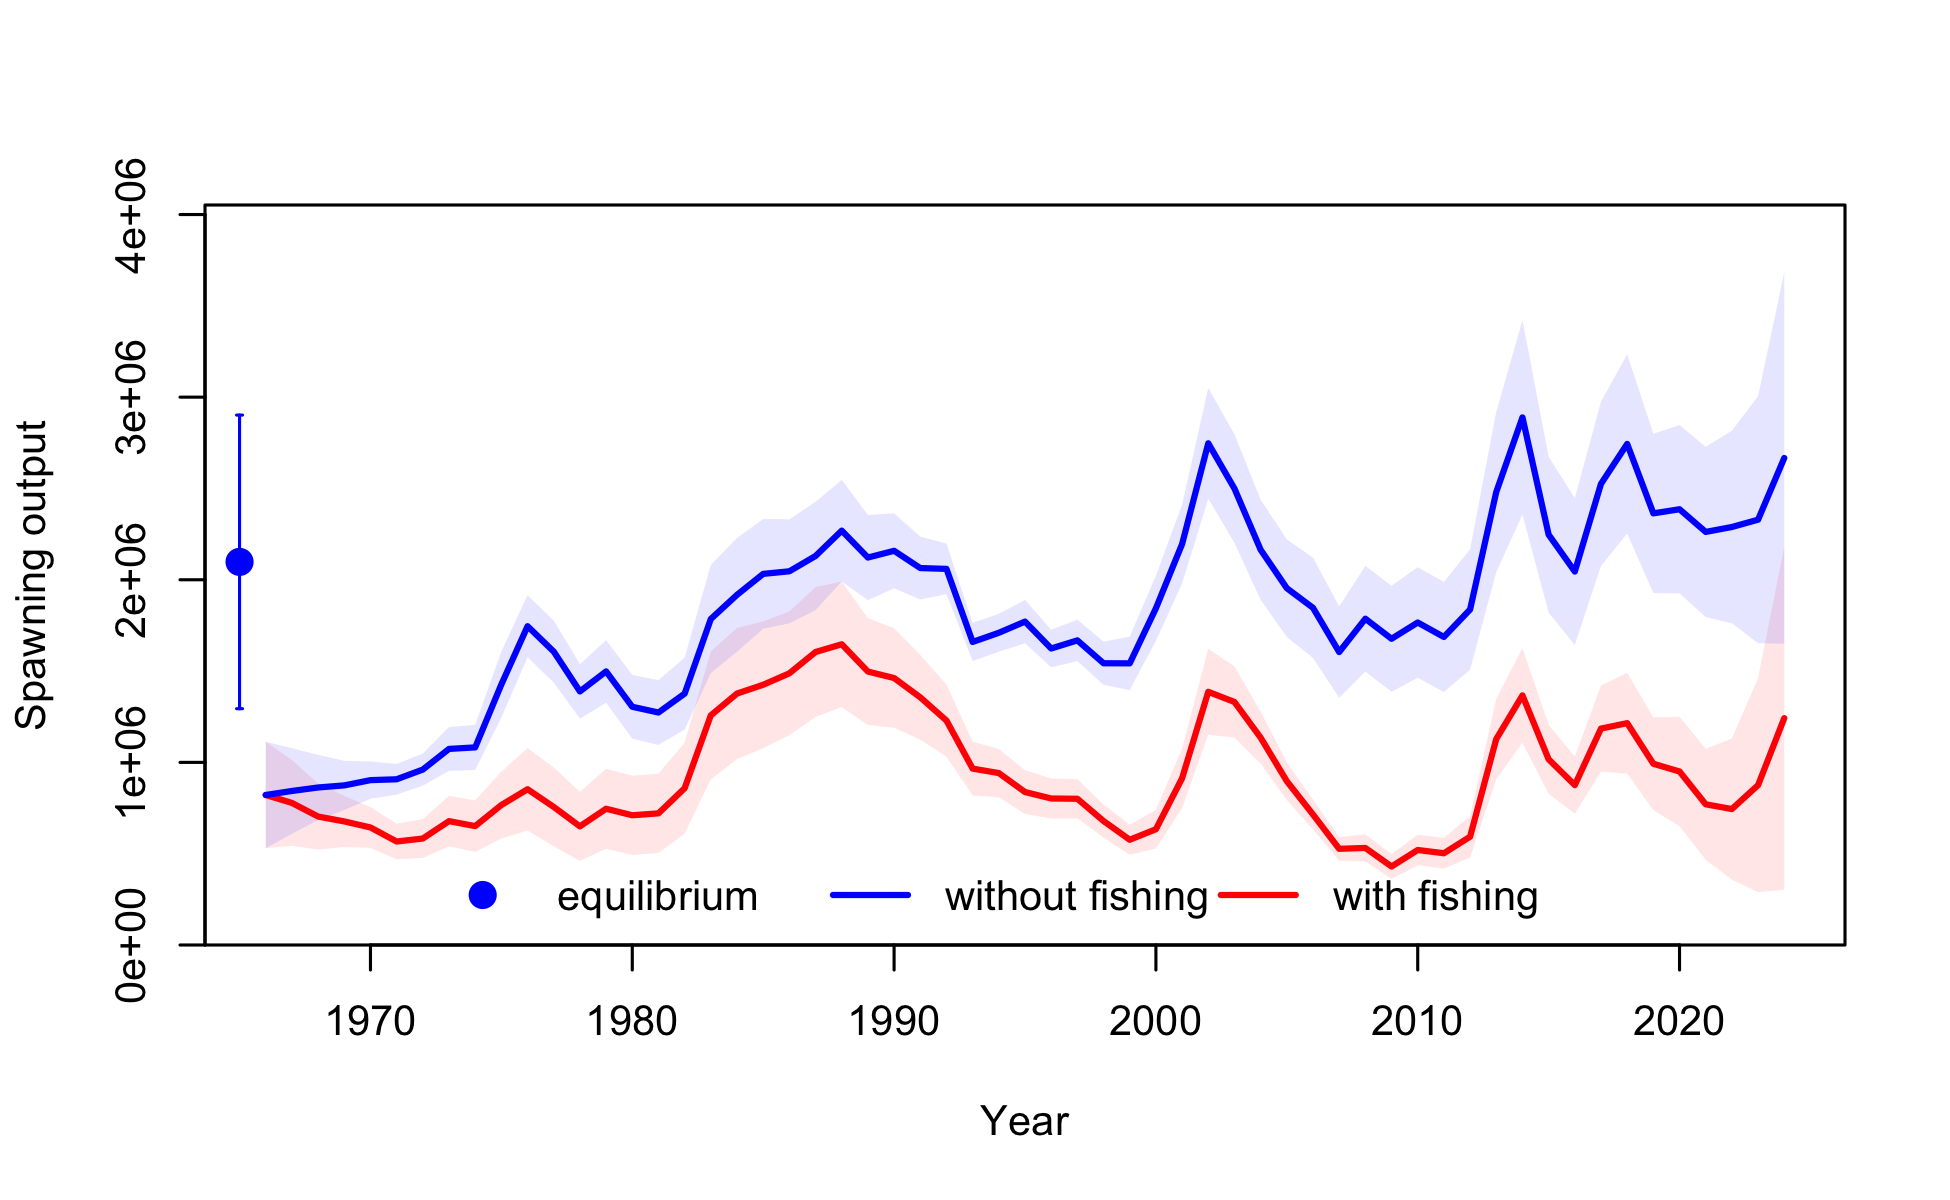 4e+06
3e+06
2e+06
1e+06
0e+00
Spawning output
equilibrium without fishing with fishing
1970 1980 1990 2000 2010 2020
Year